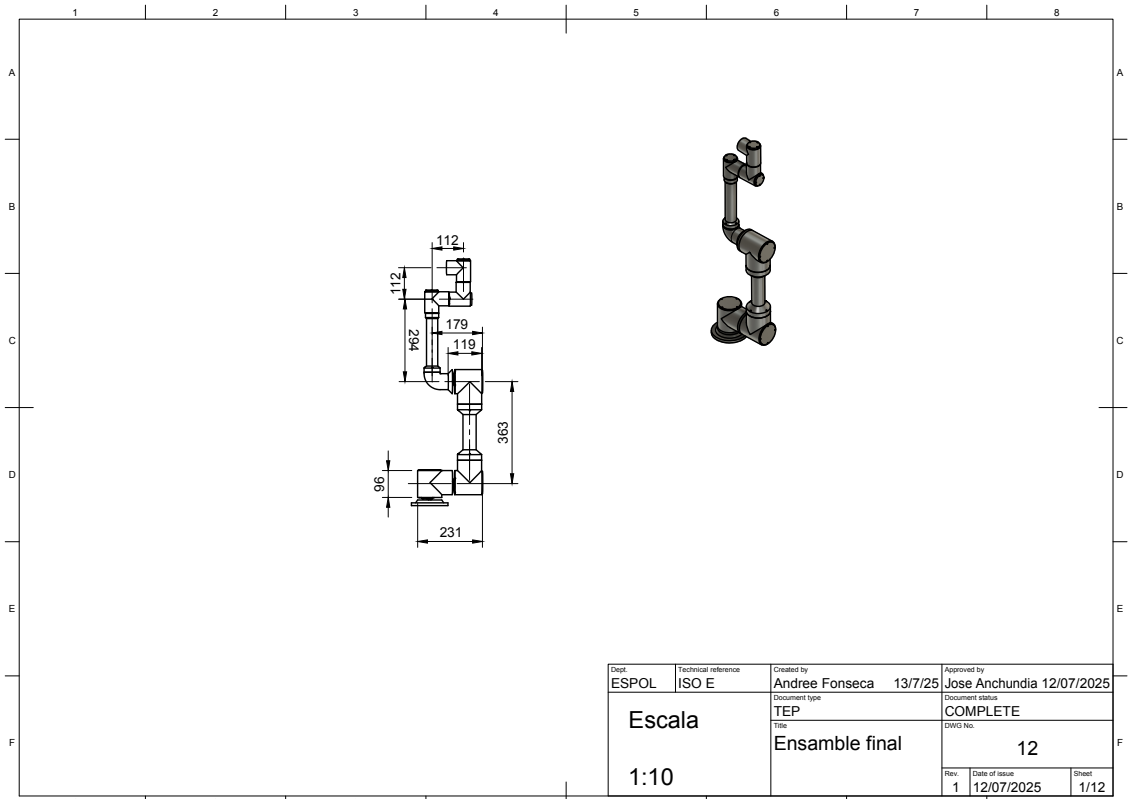 1 2 3 4 5 6 7 8
A A
B B
C C
D D
E E
F F
112
112
179
294
119
363
96
231
Dept. Technical reference Created by Approved by
ESPOL ISO E Andree Fonseca 13/7/25 Jose Anchundia 12/07/2025
Document type Document status
TEP COMPLETE
Escala
Title DWG No.
Ensamble final
12
1:10
Rev. Date of issue Sheet
1 12/07/2025 1/12